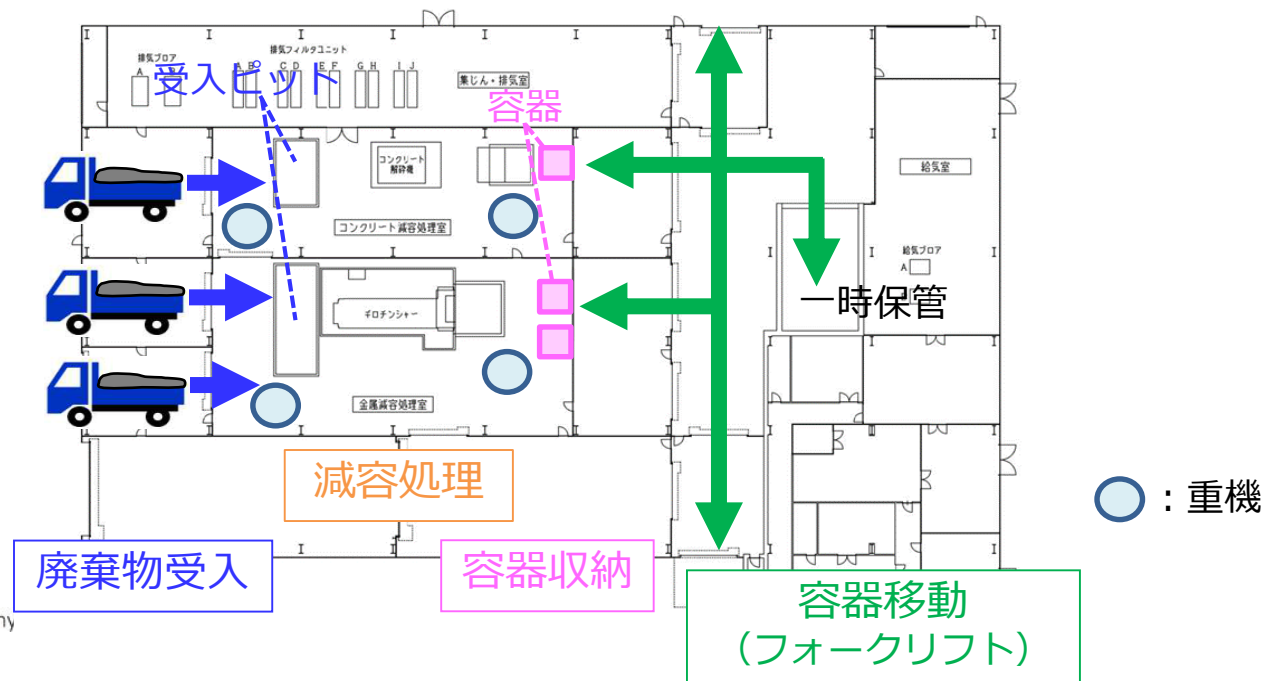 排気ブロア
A
排気フィルタユニット
A B C D E F G H I J
受入ピット
集じん・排気室
容器
コンクリート
解砕機
給気室
コンクリート減容処理室
給気ブロア
A
一時保管
ギロチンシャー
金属減容処理室
減容処理
：重機
廃棄物受入
容器収納
容器移動
（フォークリフト）